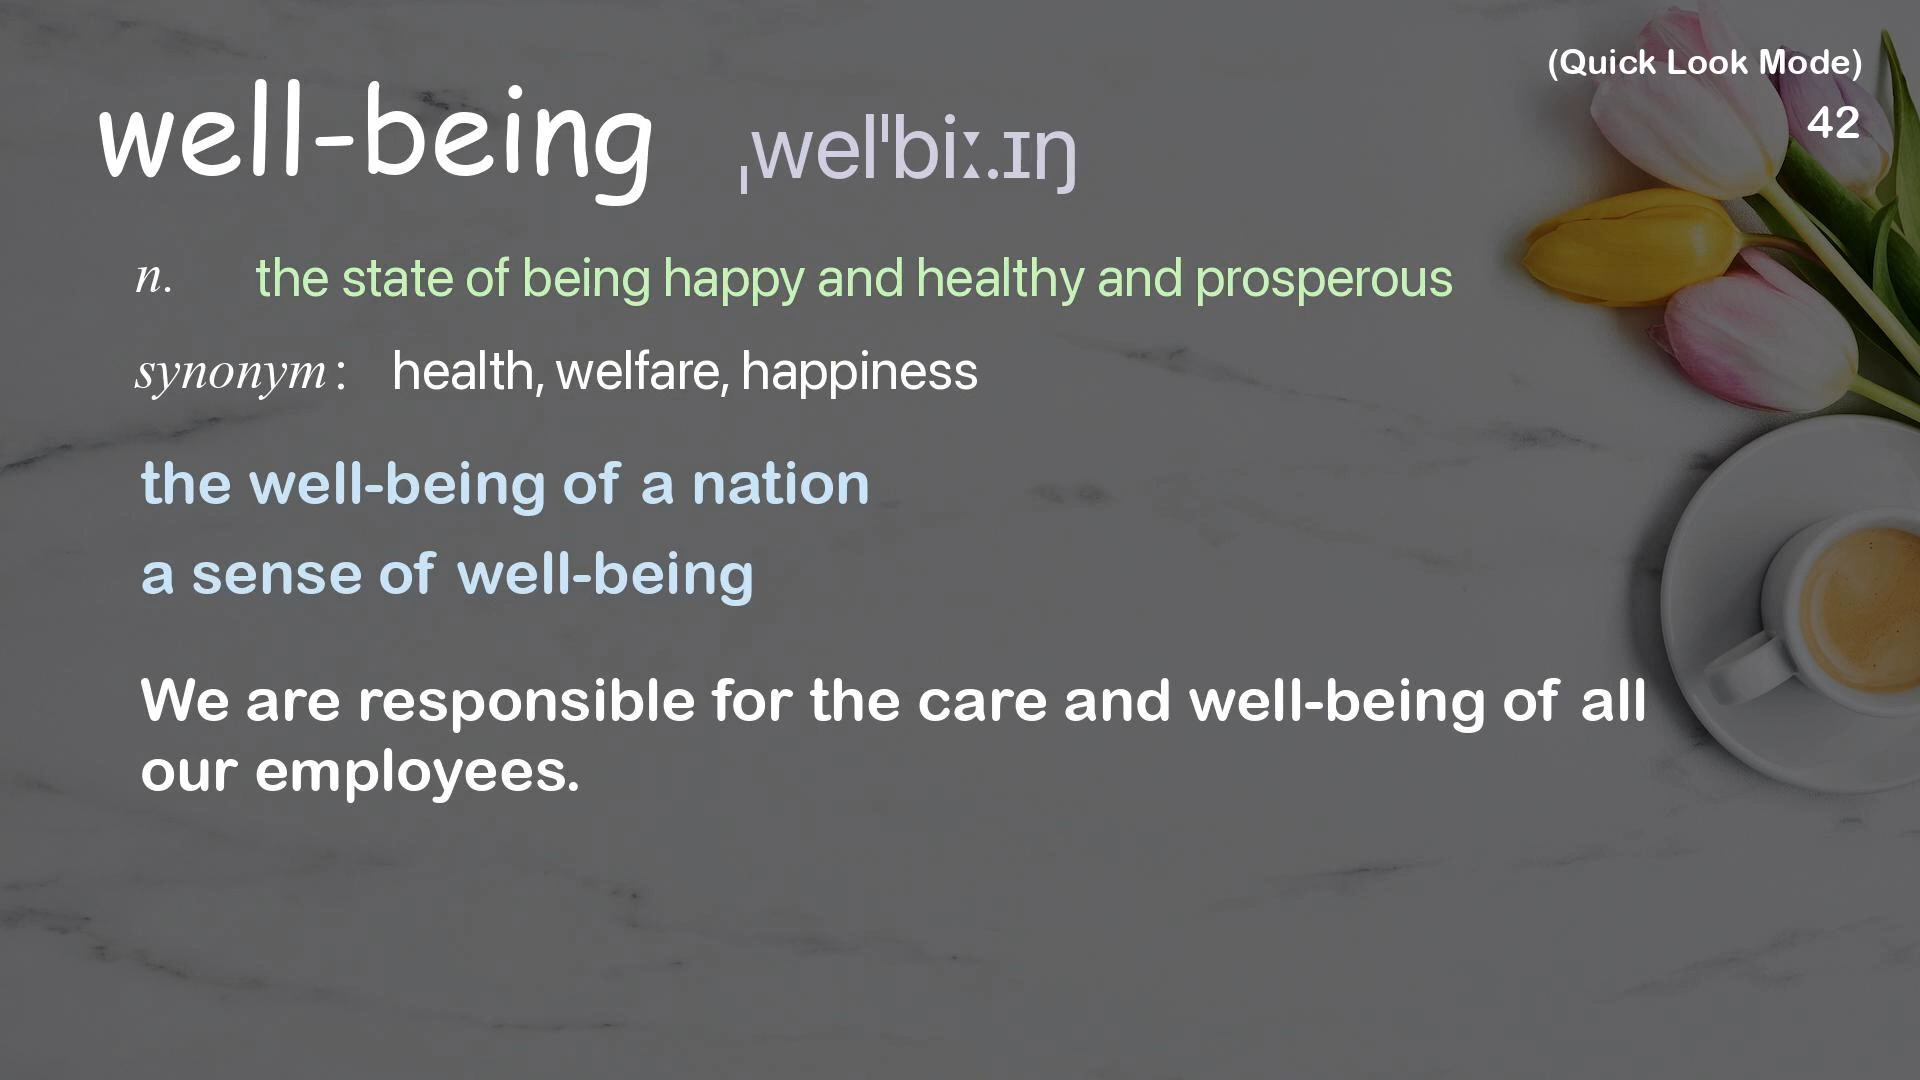 (Quick Look Mode)
42
well-being ˌwelˈbiː.ɪŋ
n. the state of being happy and healthy and prosperous
synonym: health, welfare, happiness
the well-being of a nation
a sense of well-being
We are responsible for the care and well-being of all
our employees.